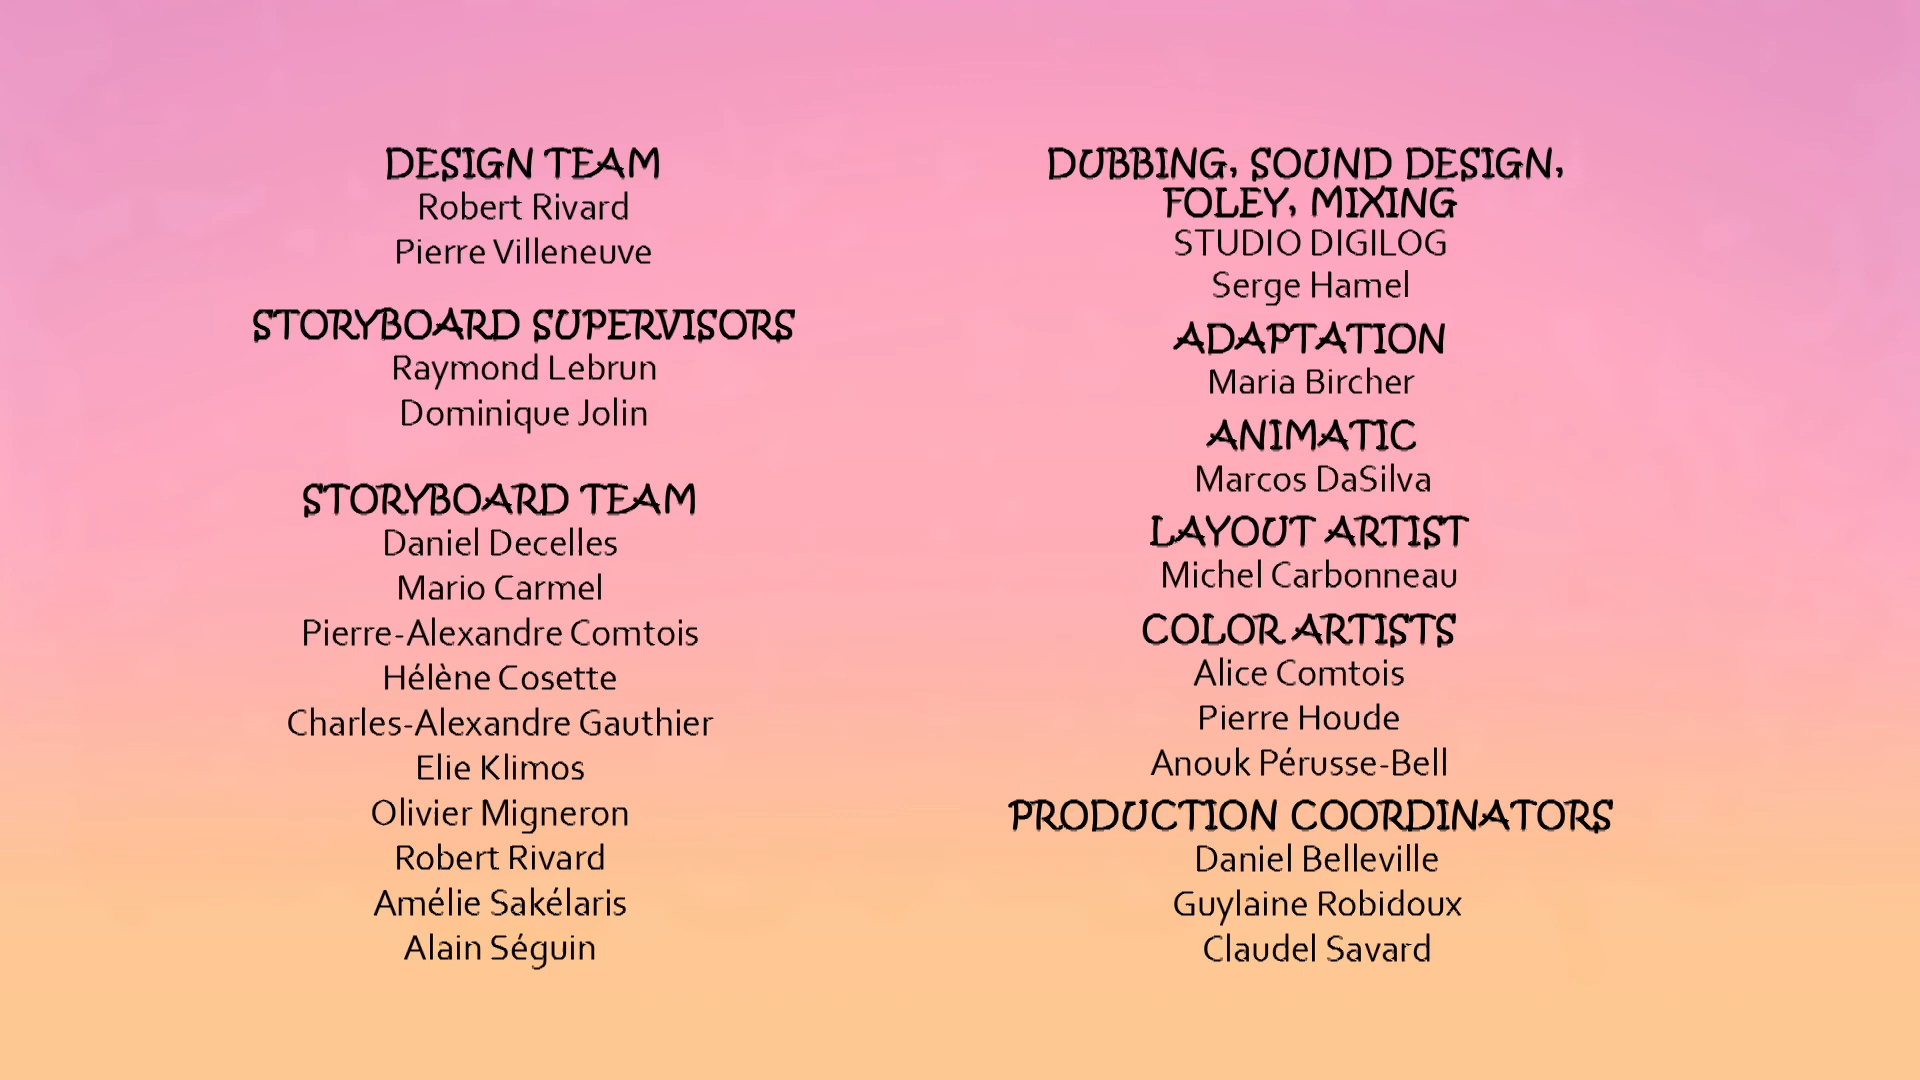 DESIGN TEAM
Robert Rivard
Pierre Villeneuve
STORYBOARD SUPERVISORS
Raymond Lebrun
Dominique Jolin
STORYBOARD TEAM
Daniel Decelles
Mario Carmel
Pierre-Alexandre Comtois
Hélène Cosette
Charles-Alexandre Gauthier
Elie Klimos
Olivier Migneron
Robert Rivard
Amélie Sakélaris
Alain Séguin
DUBBING, SOUND DESIGN,
FOLEY, MIXING
STUDIO DIGILOG
Serge Hamel
ADAPTATION
Maria Bircher
ANIMATIC
Marcos DaSilva
LAYOUT ARTIST
Michel Carbonneau
COLOR ARTISTS
Alice Comtois
Pierre Houde
Anouk Pérusse-Bell
PRODUCTION COORDINATORS
Daniel Belleville
Guylaine Robidoux
Claudel Savard